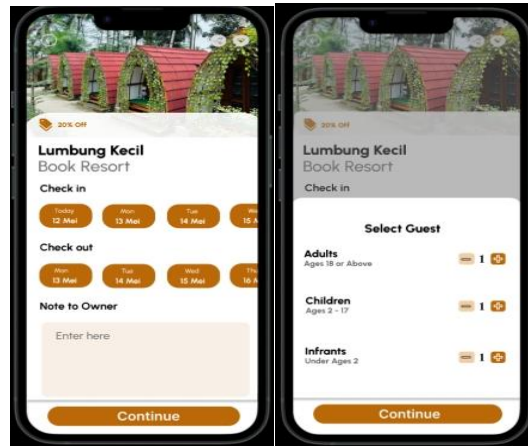 20% Off
Lumbung Kecil
Book Resort
Check in
Today
12 Mei
Mon
13 Mei
Tue
14 Mei
15 M
Check out
Mon
13 Mei
Tue
14 Mei
Wed
15 Mei
16 M
Note to Owner
Enter here
Continue
20% Off
Lumbung Kecil
Book Resort
Check in
Select Guest
Adults
Ages 18 or Above
1
Children
Ages 2 - 17
1
Infrants
Under Ages 2
1
Continue